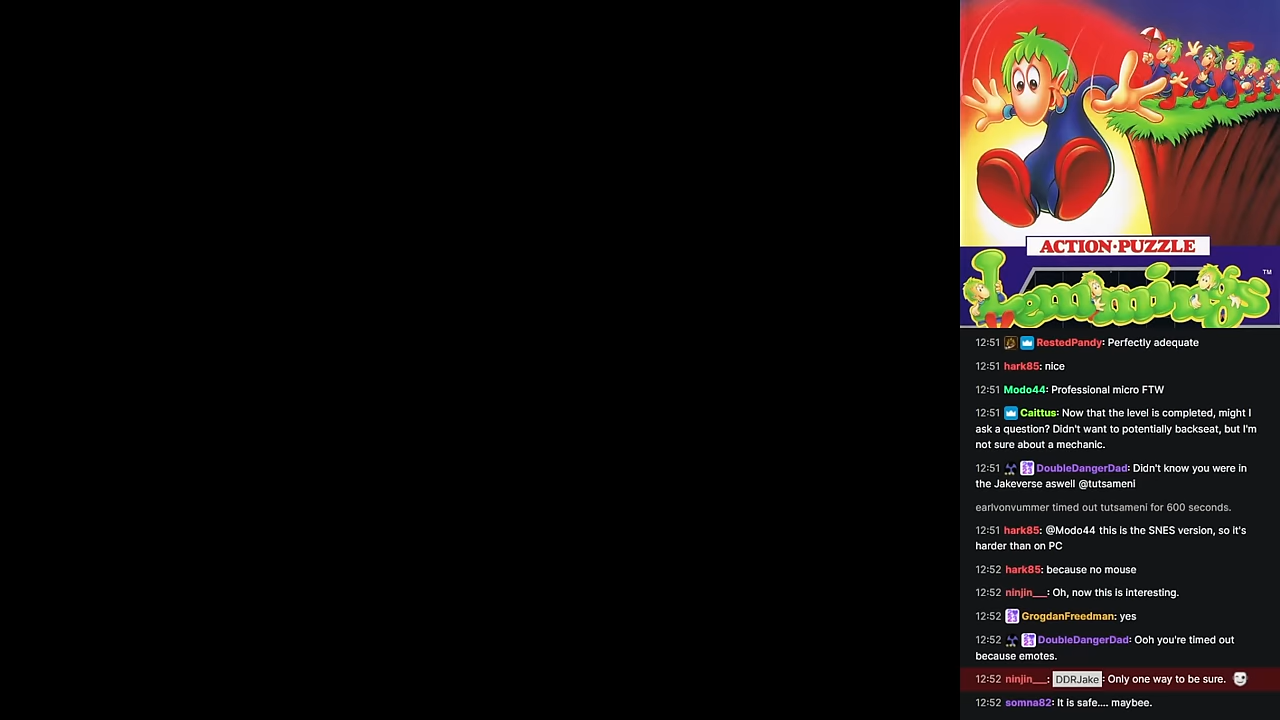 ACTION·PUZZLE
Lemmings™
12:51 RestedPandy: Perfectly adequate
12:51 hark85: nice
12:51 Modo44: Professional micro FTW
12:51 Caittus: Now that the level is completed, might I
ask a question? Didn't want to potentially backseat, but I'm
not sure about a mechanic.
12:51 DoubleDangerDad: Didn't know you were in
the Jakeverse aswell @tutsameni
earlvonvummer timed out tutsameni for 600 seconds.
12:51 hark85: @Modo44 this is the SNES version, so it's
harder than on PC
12:52 hark85: because no mouse
12:52 ninjin___: Oh, now this is interesting.
12:52 GrogdanFreedman: yes
12:52 DoubleDangerDad: Ooh you're timed out
because emotes.
12:52 ninjin___: DDRJake: Only one way to be sure.
12:52 somna82: It is safe.... maybee.